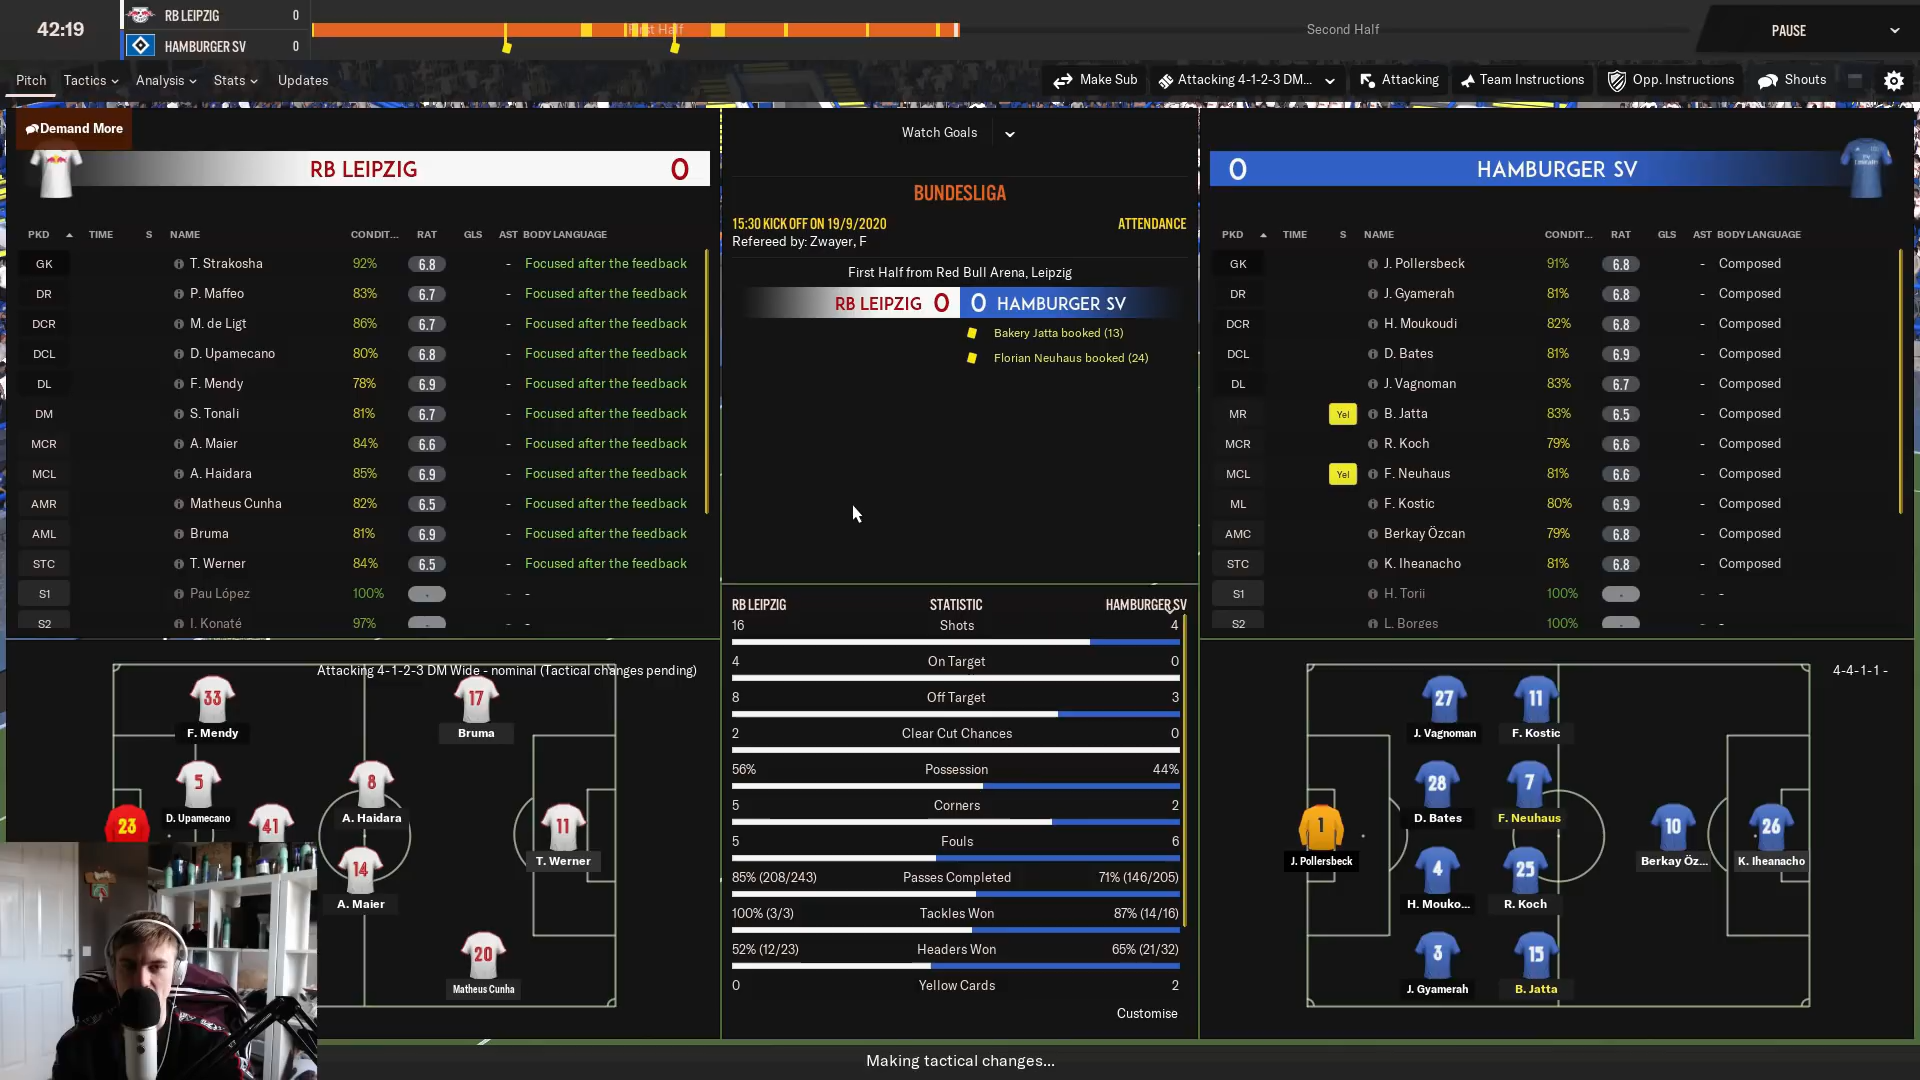 42:19
RB LEIPZIG 0
HAMBURGER SV 0
First Half
Second Half
PAUSE
Pitch Tactics Analysis Stats Updates
Make Sub Attacking 4-1-2-3 DM... Attacking Team Instructions Opp. Instructions Shouts
Demand More
RB LEIPZIG 0
PKD TIME S NAME CONDIT... RAT GLS AST BODY LANGUAGE
GK T. Strakosha 92% 6.8 - Focused after the feedback
DR P. Maffeo 83% 6.7 - Focused after the feedback
DCR M. de Ligt 86% 6.7 - Focused after the feedback
DCL D. Upamecano 80% 6.8 - Focused after the feedback
DL F. Mendy 78% 6.9 - Focused after the feedback
DM S. Tonali 81% 6.7 - Focused after the feedback
MCR A. Maier 84% 6.6 - Focused after the feedback
MCL A. Haidara 85% 6.9 - Focused after the feedback
AMR Matheus Cunha 82% 6.5 - Focused after the feedback
AML Bruma 81% 6.9 - Focused after the feedback
STC T. Werner 84% 6.5 - Focused after the feedback
S1 Pau López 100% - - -
S2 I. Konaté 97% - - -
Watch Goals
BUNDESLIGA
15:30 KICK OFF ON 19/9/2020 ATTENDANCE
Refereed by: Zwayer, F
First Half from Red Bull Arena, Leipzig
RB LEIPZIG 0 0 HAMBURGER SV
Bakery Jatta booked (13)
Florian Neuhaus booked (24)
0 HAMBURGER SV
Fly Emirates
PKD TIME S NAME CONDIT... RAT GLS AST BODY LANGUAGE
GK J. Pollersbeck 91% 6.8 - Composed
DR J. Gyamerah 81% 6.8 - Composed
DCR H. Moukoudi 82% 6.8 - Composed
DCL D. Bates 81% 6.9 - Composed
DL J. Vagnoman 83% 6.7 - Composed
MR Yel B. Jatta 83% 6.5 - Composed
MCR R. Koch 79% 6.6 - Composed
MCL Yel F. Neuhaus 81% 6.6 - Composed
ML F. Kostic 80% 6.9 - Composed
AMC Berkay Özcan 79% 6.8 - Composed
STC K. Iheanacho 81% 6.8 - Composed
S1 H. Torii 100% - - -
S2 L. Borges 100% - - -
RB LEIPZIG STATISTIC HAMBURGER SV
16 Shots 4
4 On Target 0
8 Off Target 3
2 Clear Cut Chances 0
56% Possession 44%
5 Corners 2
5 Fouls 6
85% (208/243) Passes Completed 71% (146/205)
100% (3/3) Tackles Won 87% (14/16)
52% (12/23) Headers Won 65% (21/32)
0 Yellow Cards 2
Customise
Attacking 4-1-2-3 DM Wide - nominal (Tactical changes pending)
33
F. Mendy
17
Bruma
5
D. Upamecano
8
A. Haidara
23
41
11
T. Werner
14
A. Maier
20
Matheus Cunha
4-4-1-1 -
27
J. Vagnoman
11
F. Kostic
28
D. Bates
7
F. Neuhaus
1
J. Pollersbeck
10
Berkay Öz...
26
K. Iheanacho
4
H. Mouko...
25
R. Koch
3
J. Gyamerah
15
B. Jatta
Making tactical changes...